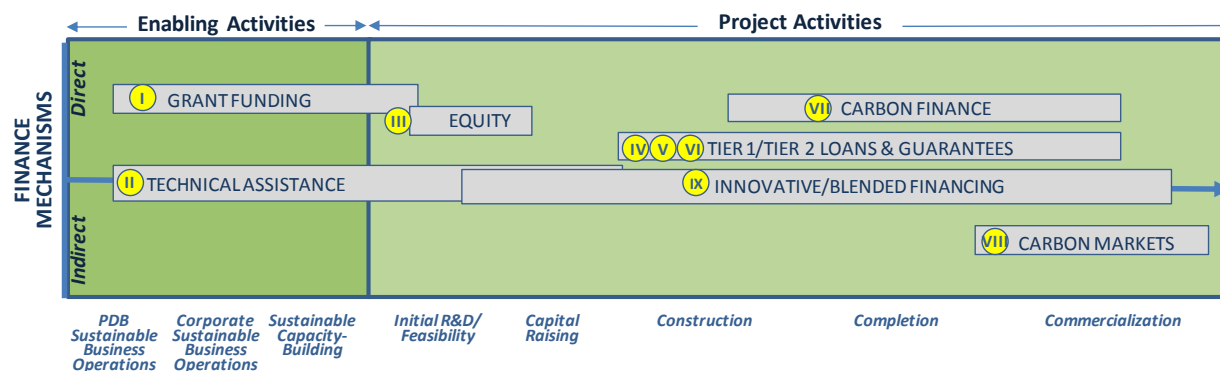 Enabling Activities
Project Activities
FINANCE
MECHANISMS
Direct
Indirect
I GRANT FUNDING
III EQUITY
VII CARBON FINANCE
IV V VI TIER 1/TIER 2 LOANS & GUARANTEES
II TECHNICAL ASSISTANCE
IX INNOVATIVE/BLENDED FINANCING
VIII CARBON MARKETS
PDB
Sustainable
Business
Operations
Corporate
Sustainable
Business
Operations
Sustainable
Capacity-
Building
Initial R&D/
Feasibility
Capital
Raising
Construction
Completion
Commercialization